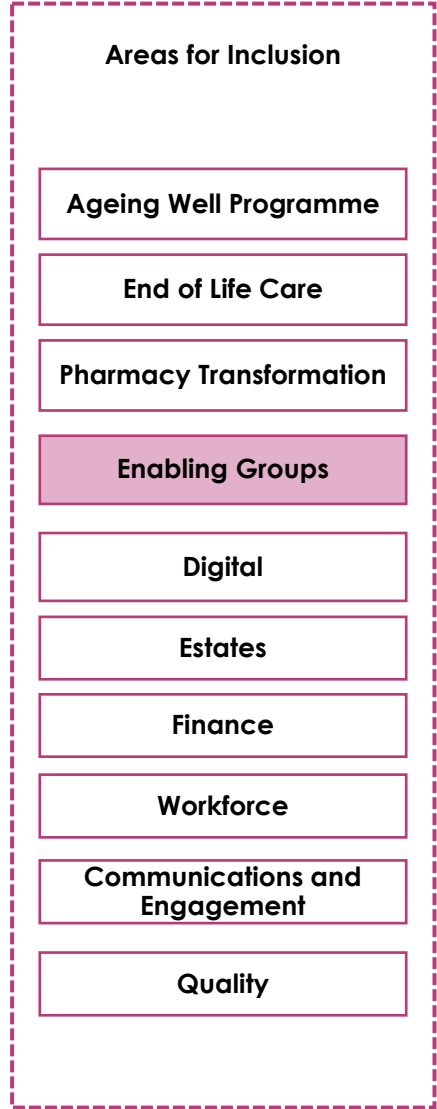 Areas for Inclusion
Ageing Well Programme
End of Life Care
Pharmacy Transformation
Enabling Groups
Digital
Estates
Finance
Workforce
Communications and
Engagement
Quality